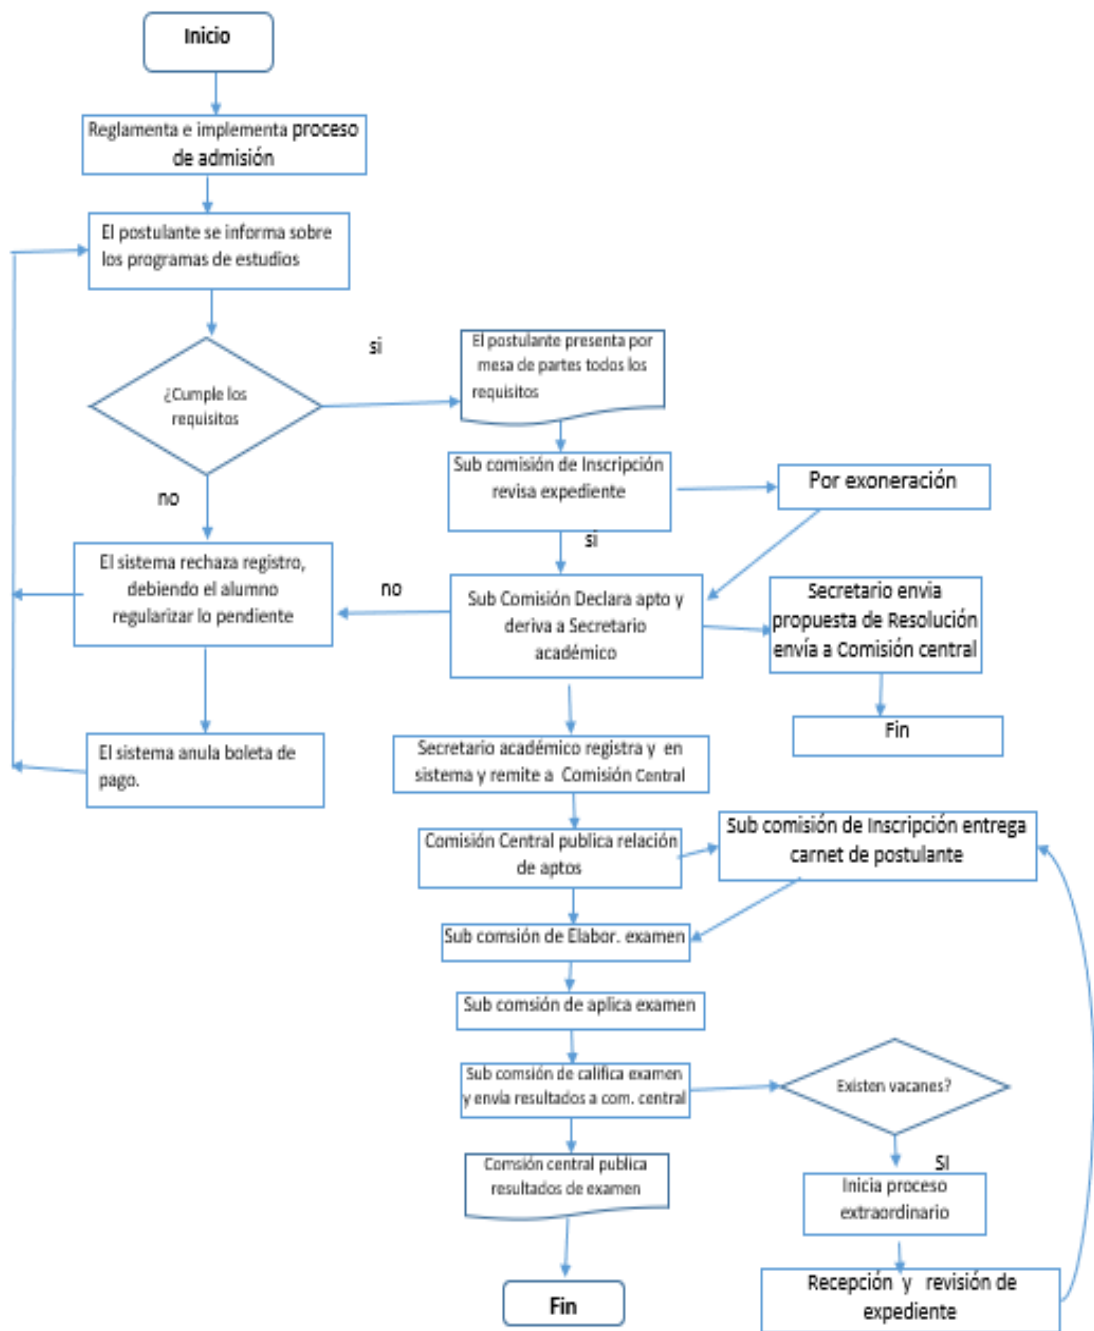 Inicio
Reglamenta e implementa proceso
de admisión
El postulante se informa sobre
los programas de estudios
si
El postulante presenta por
mesa de partes todos los
requisitos
¿Cumple los
requisitos
Sub comisión de Inscripción
revisa expediente
Por exoneración
no
si
El sistema rechaza registro,
debiendo el alumno
regularizar lo pendiente
no
Sub Comisión Declara apto y
deriva a Secretario
académico
Secretario envia
propuesta de Resolución
envía a Comisión central
Fin
El sistema anula boleta de
pago.
Secretario académico registra y en
sistema y remite a Comisión Central
Comisión Central publica relación
de aptos
Sub comisión de Inscripción entrega
carnet de postulante
Sub comsión de Elabor. examen
Sub comsión de aplica examen
Sub comsión de califica examen
y envía resultados a com. central
Existen vacanes?
SI
Comsión central publica
resultados de examen
Inicia proceso
extraordinario
Recepción y revisión de
expediente
Fin